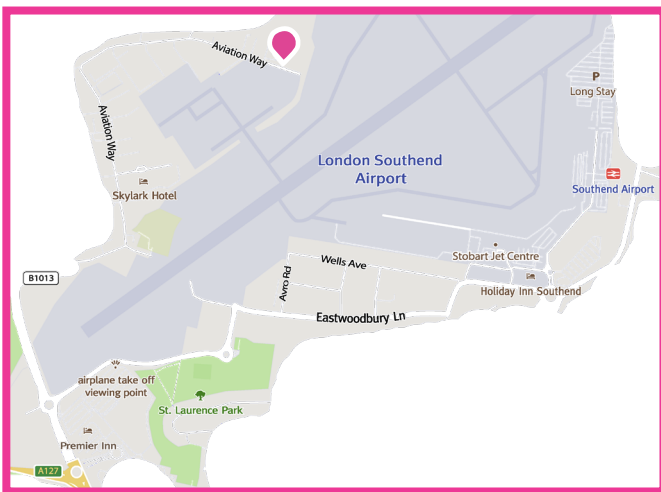 Aviation Way
P
Long Stay
Aviation Way
London Southend
Airport
Southend Airport
Skylark Hotel
Stobart Jet Centre
Wells Ave
B1013
Avro Rd
Holiday Inn Southend
Eastwoodbury Ln
airplane take off
viewing point
St. Laurence Park
Premier Inn
A127